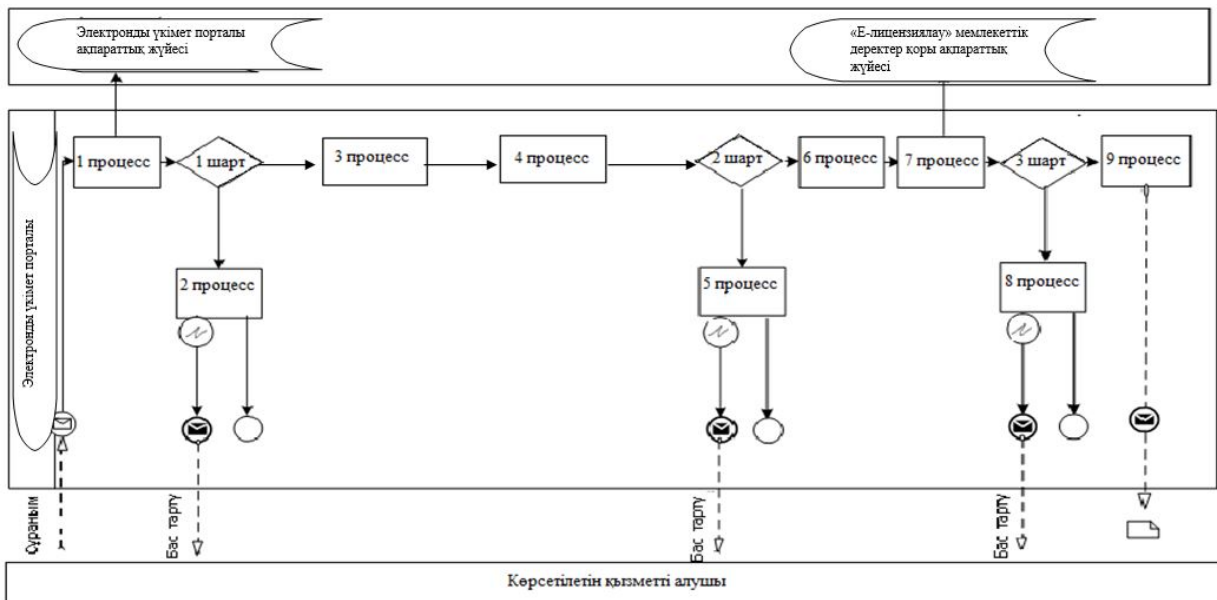 Электронды үкімет порталы
ақпараттық жүйесі
«Е-лицензиялау» мемлекеттік
деректер қоры ақпараттық
жүйесі
Электронды үкімет порталы
1 процесс
1 шарт
3 процесс
4 процесс
2 шарт
6 процесс
7 процесс
3 шарт
9 процесс
2 процесс
5 процесс
8 процесс
Сұраным
Бас тарту
Бас тарту
Бас тарту
Көрсетілетін қызметті алушы